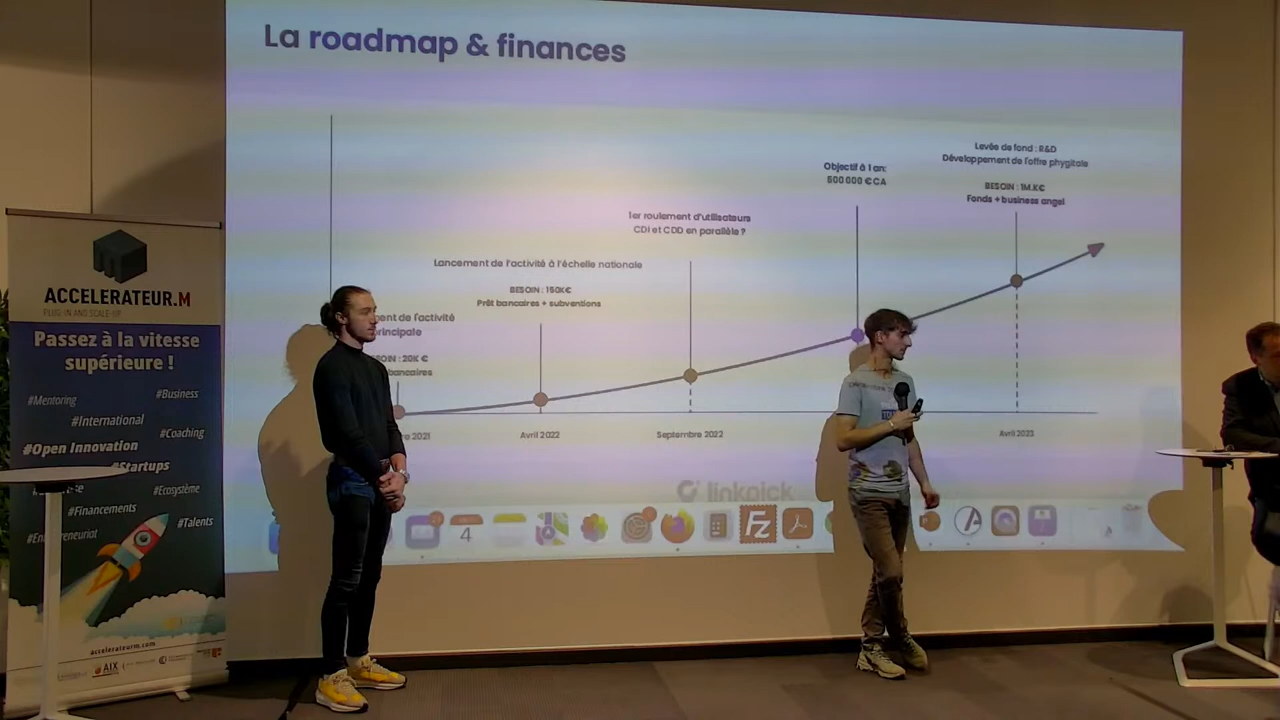 La roadmap & finances
Levée de fond : R&D
Développement de l'offre phygitale
BESOIN : 1M.K€
Fonds + business angel
Objectif à 1 an:
500 000 € CA
1er roulement d'utilisateurs
CDI et CDD en parallèle ?
Lancement de l'activité à l'échelle nationale
BESOIN : 150K€
Prêt bancaires + subventions
ent de l'activité
principale
SOIN : 20K €
bancaires
e 2021
Avril 2022
Septembre 2022
Avril 2023
linkpick
4
Fz
ACCELERATEUR.M
PLUG-IN AND SCALE-UP
Passez à la vitesse
supérieure !
#Mentoring
#Business
#International
#Coaching
#Open Innovation
#Startups
#Ecosystème
#Financements
#Talents
#Entrepreneuriat
accelerateurm.com
AIX